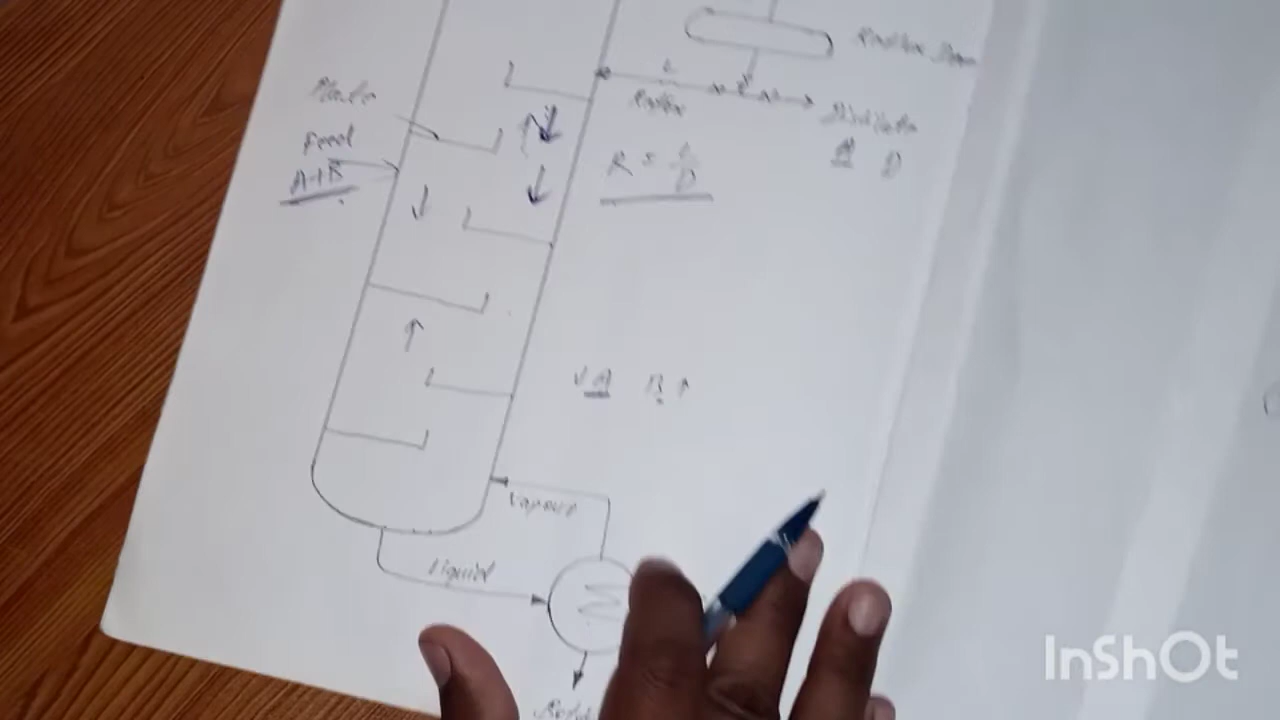 Plate
Feed
A+B
Reflux Drum
L
Reflux
Distillate
A D
R = L/D
A B
Vapour
Liquid
InShOt